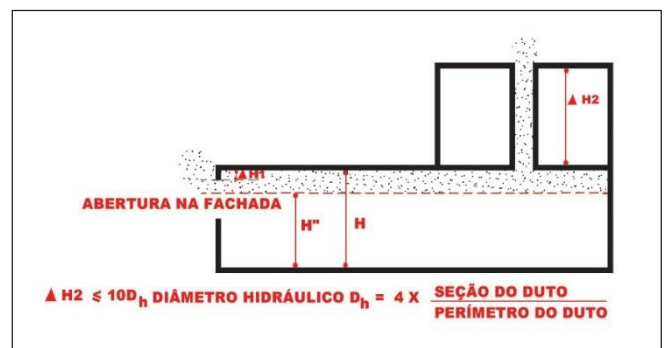 ▲ H2
▲ H1
ABERTURA NA FACHADA
H"
H
▲ H2 ≤ 10Dh DIÂMETRO HIDRÁULICO Dh = 4 X SEÇÃO DO DUTO
PERÍMETRO DO DUTO